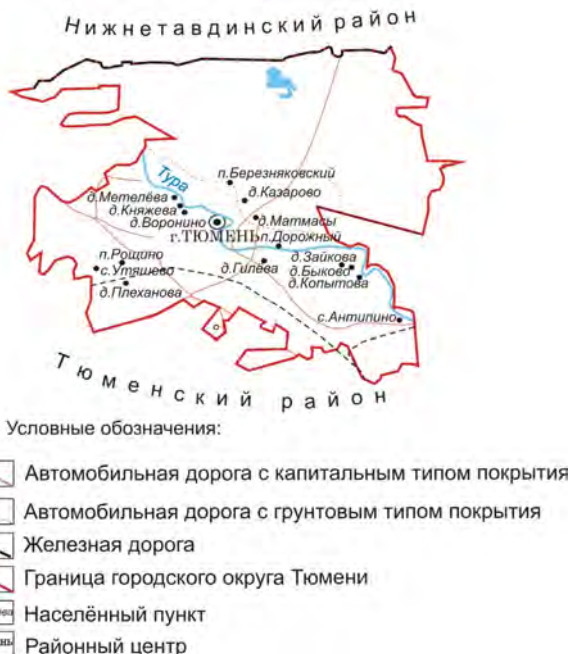 Нижнетавдинский район
Тура
п.Березняковский
д.Казарово
д.Метелёва
д.Княжева
д.Воронино
д.Матмасы
г.ТЮМЕНЬ
п.Дорожный
п.Рощино
с.Утяшево
д.Плеханова
д.Гилёва
д.Зайкова
д.Быково
д.Копытова
с.Антипино
Тюменский район
Условные обозначения:
Автомобильная дорога с капитальным типом покрытия
Автомобильная дорога с грунтовым типом покрытия
Железная дорога
Граница городского округа Тюмени
Населённый пункт
Районный центр